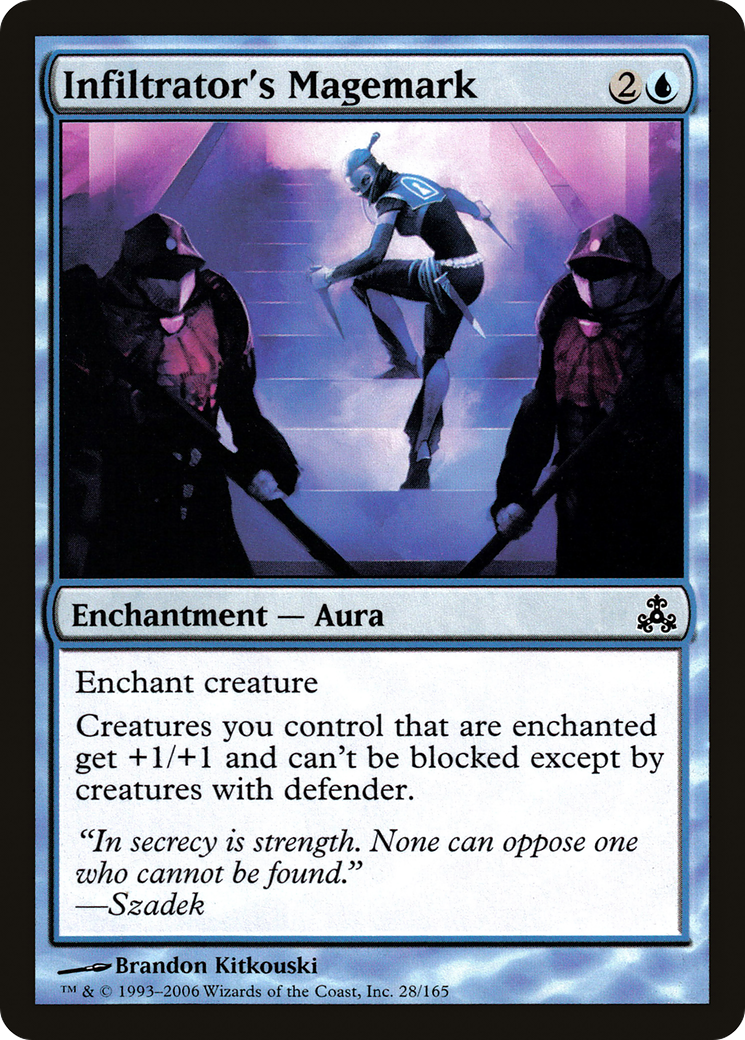 Infiltrator's Magemark 2
Enchantment — Aura
Enchant creature
Creatures you control that are enchanted
get +1/+1 and can't be blocked except by
creatures with defender.
“In secrecy is strength. None can oppose one
who cannot be found.”
—Szadek
Brandon Kitkouski
™ & © 1993–2006 Wizards of the Coast, Inc. 28/165